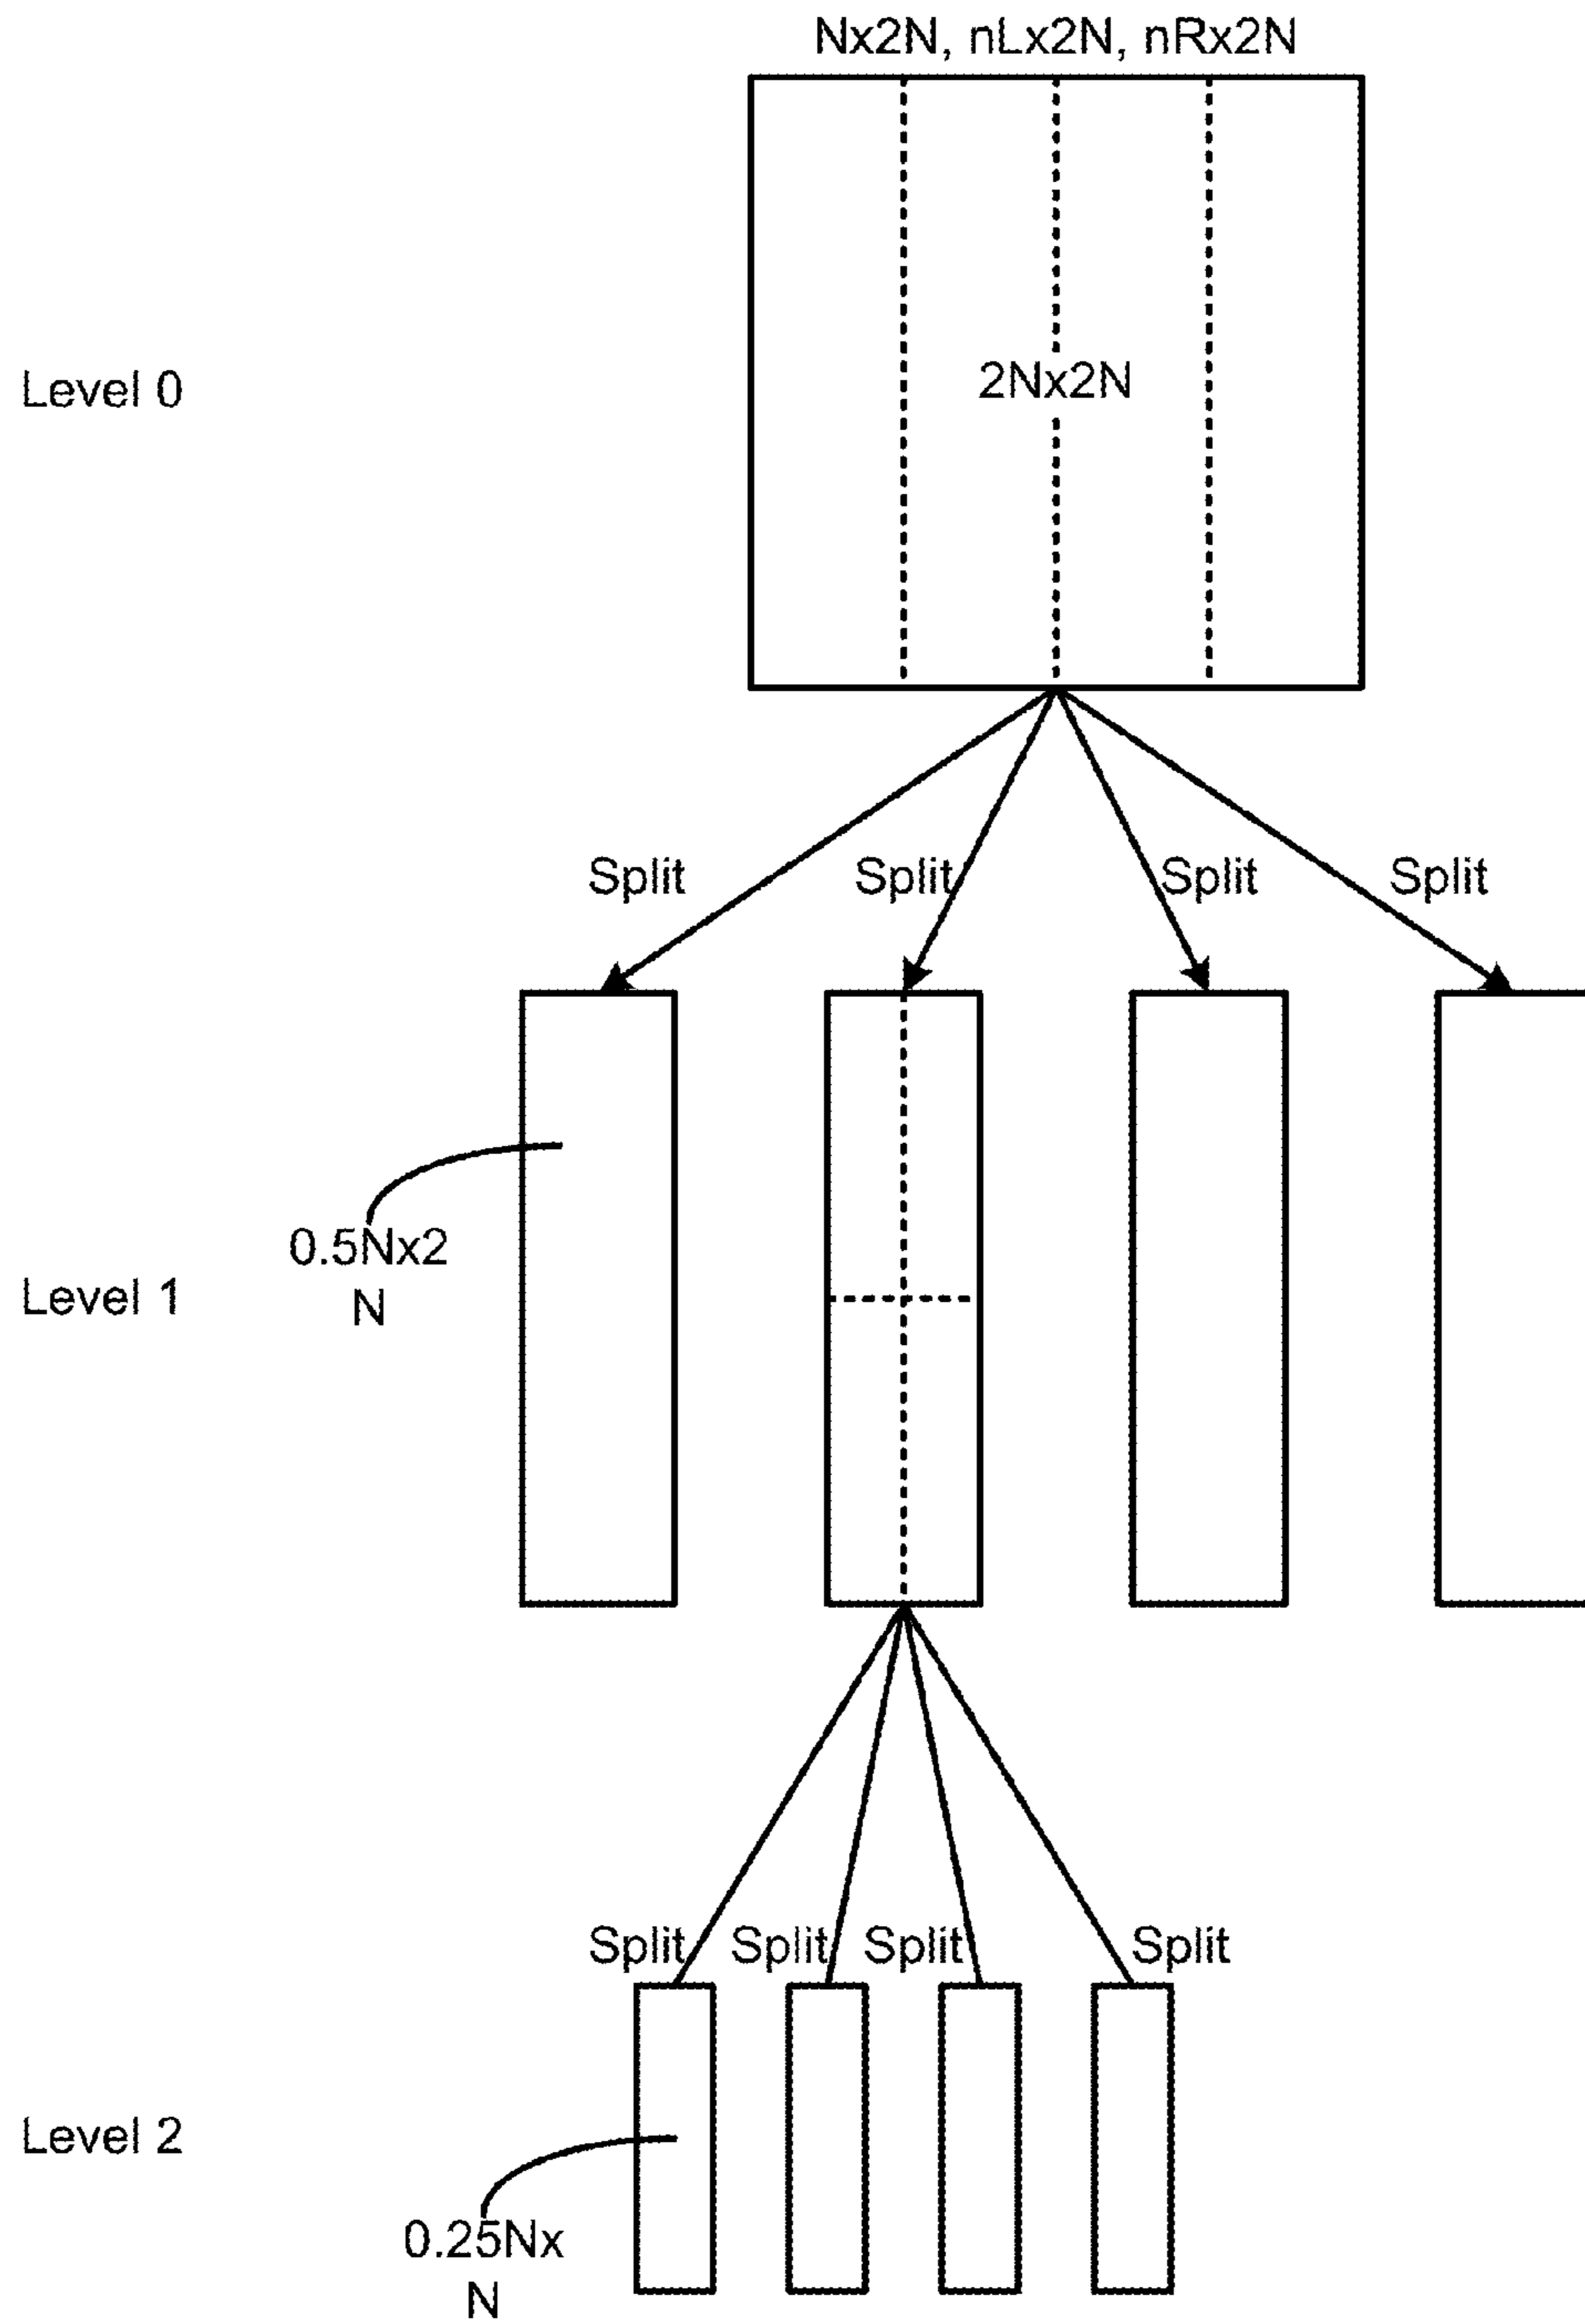 Nx2N, nLx2N, nRx2N
Level 0
2Nx2N
Split Split Split Split
0.5Nx2
N
Level 1
Split Split Split Split
Level 2
0.25Nx
N